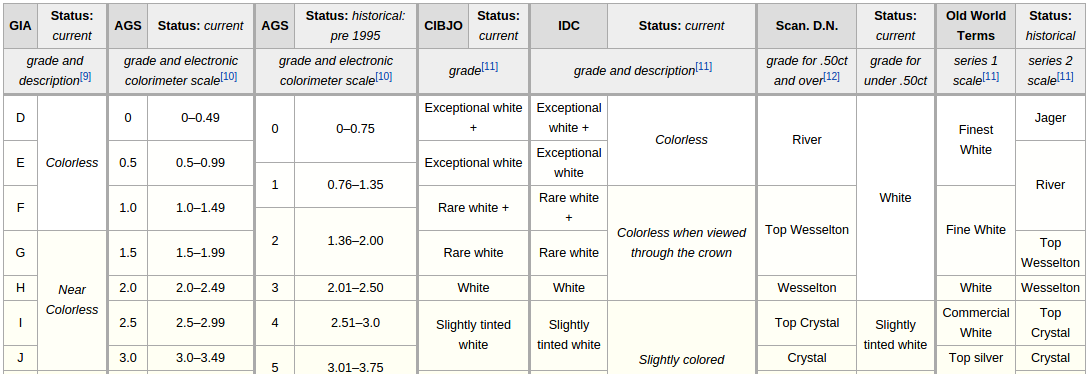 GIA Status: current AGS Status: current AGS Status: historical: pre 1995 CIBJO Status: current IDC Status: current Scan. D.N. Status: current Old World Terms Status: historical
grade and description[9] grade and electronic colorimeter scale[10] grade and electronic colorimeter scale[10] grade[11] grade and description[11] grade for .50ct and over[12] grade for under .50ct series 1 scale[11] series 2 scale[11]
D Colorless 0 0–0.49 0 0–0.75 Exceptional white + Exceptional white + Colorless River White Finest White Jager
E 0.5 0.5–0.99 1 0.76–1.35 Exceptional white Exceptional white River
F 1.0 1.0–1.49 2 1.36–2.00 Rare white + Rare white + Colorless when viewed through the crown Top Wesselton Fine White
G Near Colorless 1.5 1.5–1.99 Rare white Rare white Top Wesselton
H 2.0 2.0–2.49 3 2.01–2.50 White White Wesselton White Wesselton
I 2.5 2.5–2.99 4 2.51–3.0 Slightly tinted white Slightly tinted white Slightly colored Top Crystal Slightly tinted white Commercial White Top Crystal
J 3.0 3.0–3.49 5 3.01–3.75 Crystal Top silver Crystal